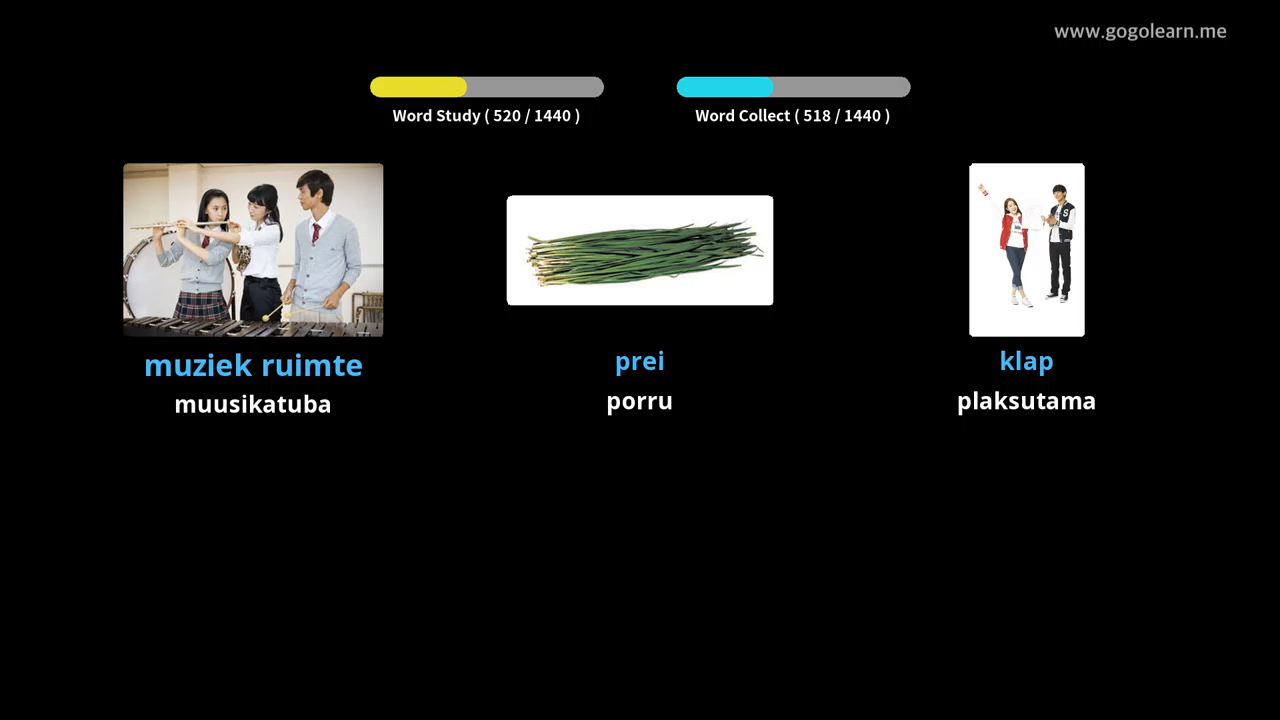 www.gogolearn.me
Word Study ( 520 / 1440 )
Word Collect ( 518 / 1440 )
muziek ruimte
muusikatuba
prei
porru
klap
plaksutama